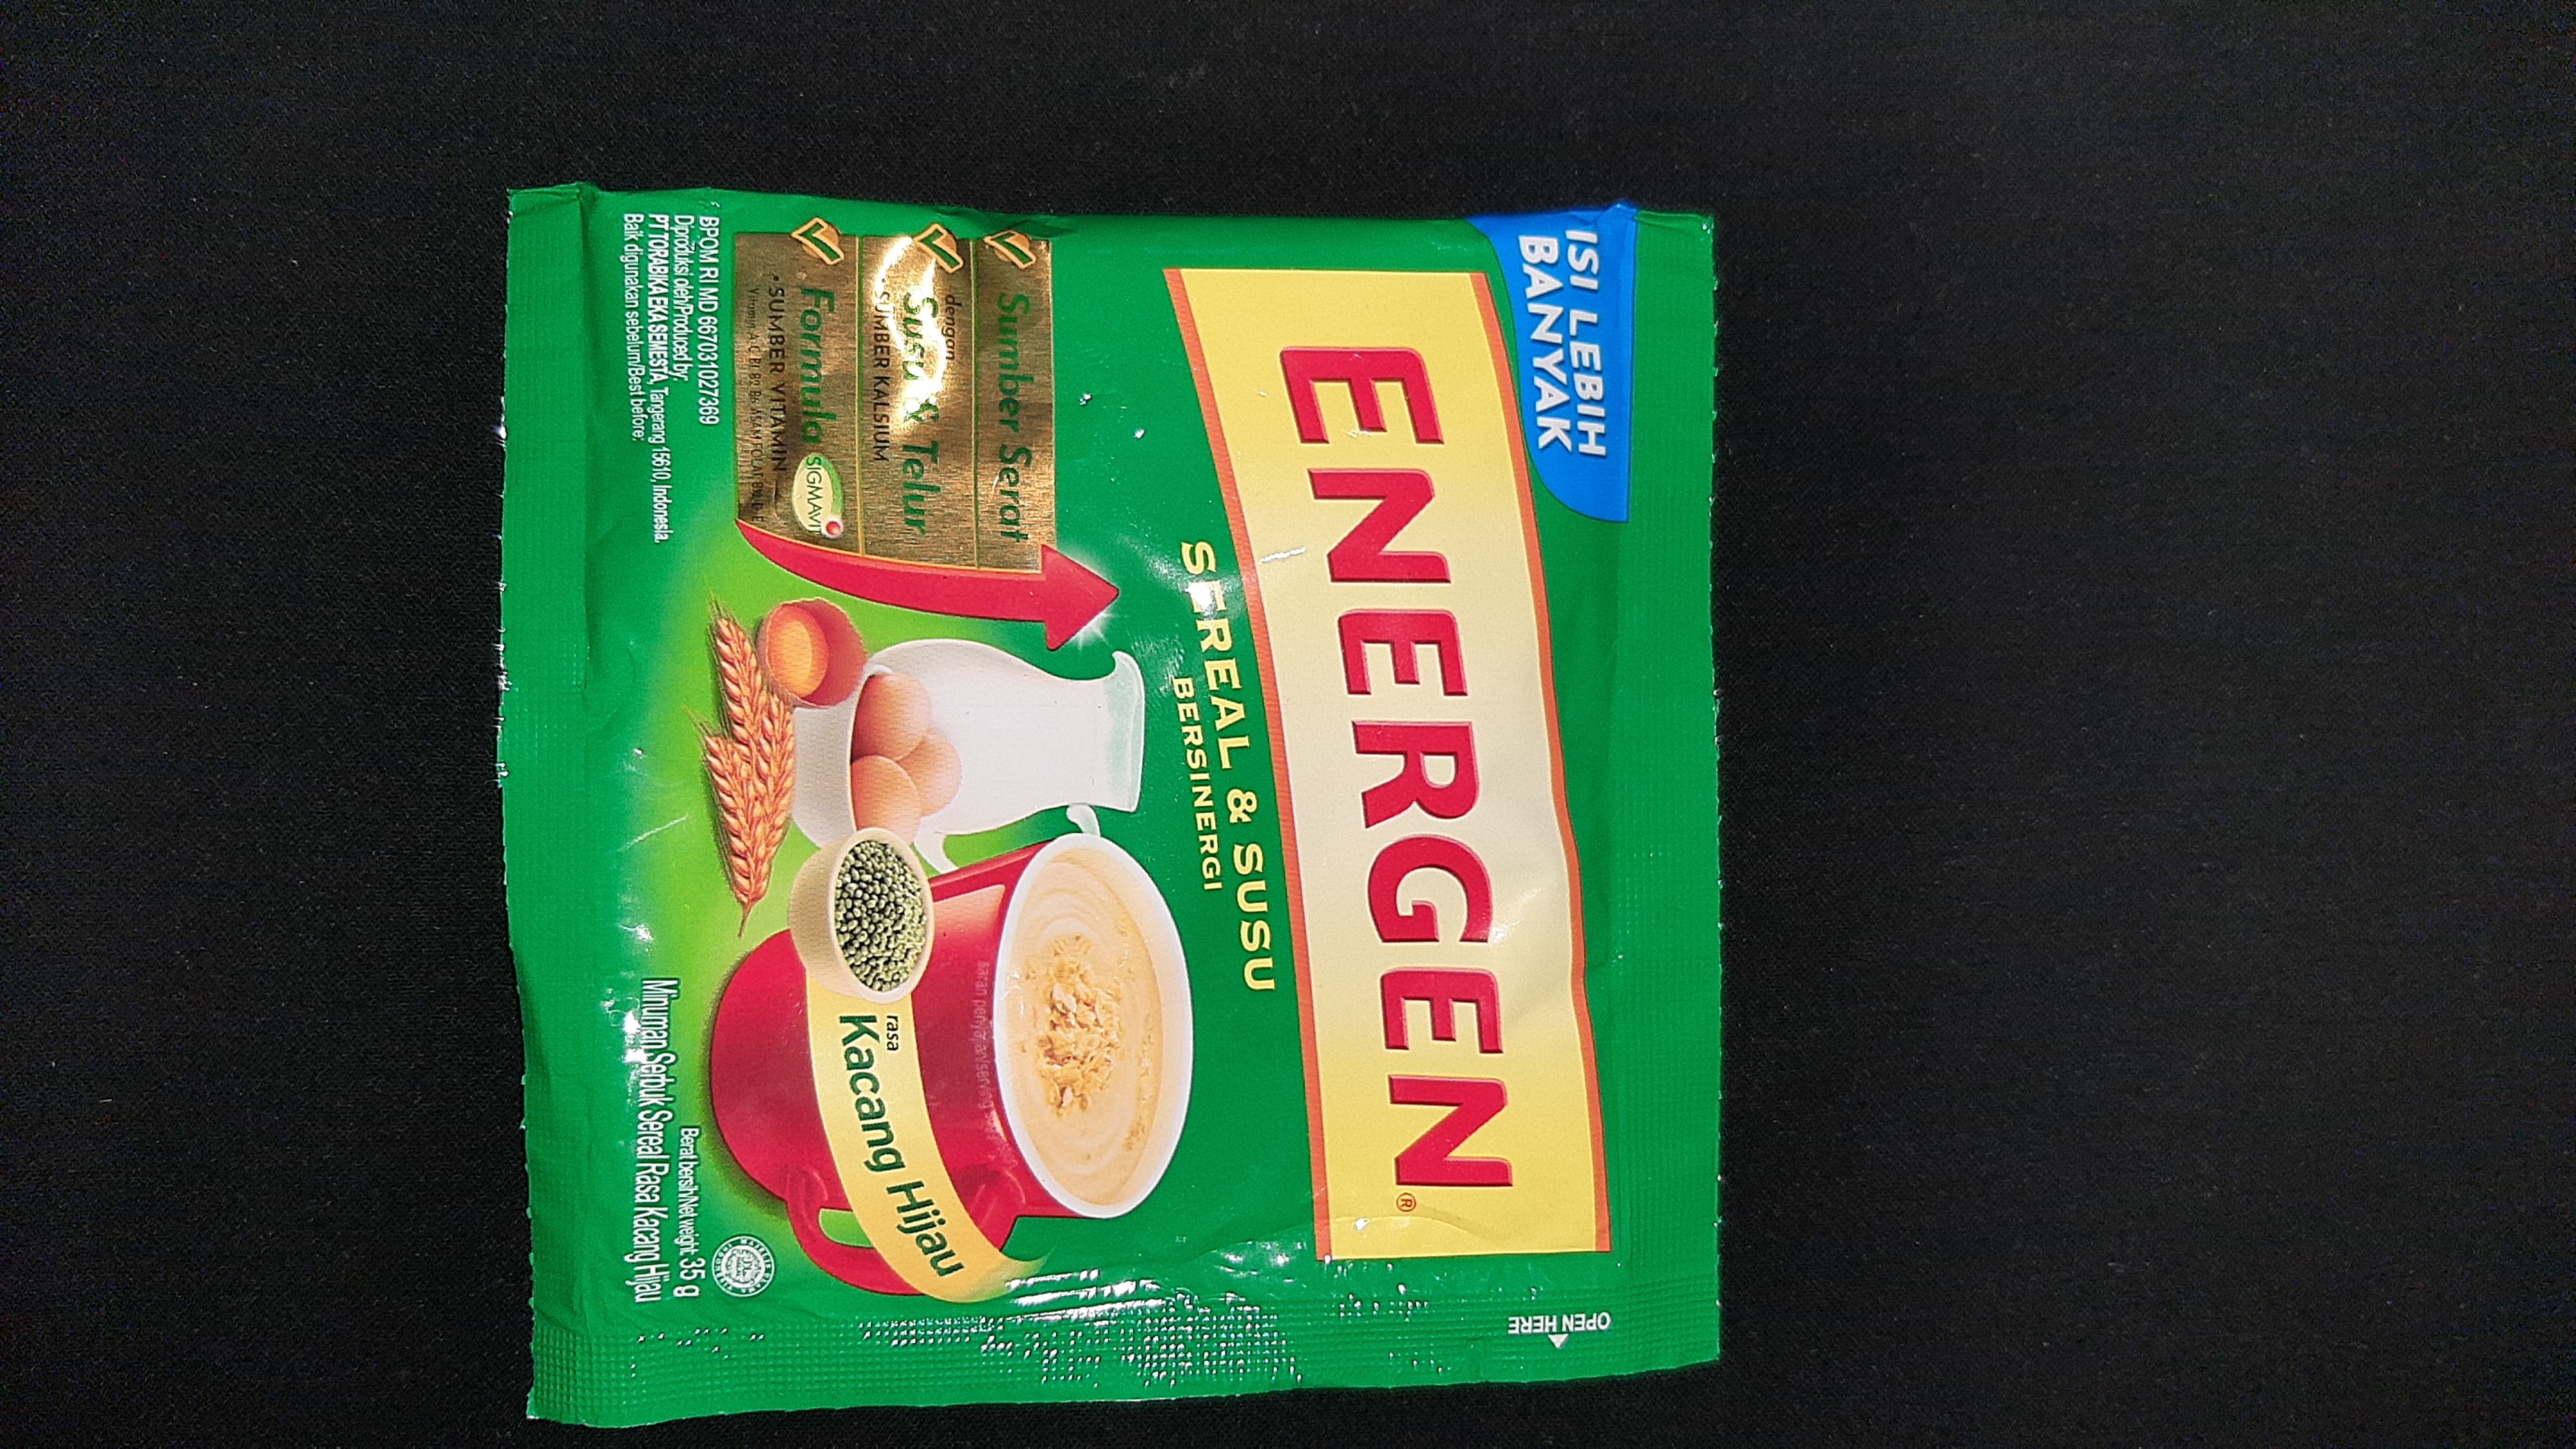 ISI LEBIH
BANYAK
ENERGEN®
SEREAL & SUSU
BERSINERGI
Sumber Serat
dengan
Susu & Telur
SUMBER KALSIUM
Formula SIGMAVIT
*SUMBER VITAMIN
rasa
Kacang Hijau
BPOM RI MD 667031027369
Diproduksi oleh/Produced by:
PT TORABIKA EKA SEMESTA, Tangerang 15610, Indonesia.
Baik digunakan sebelum/Best before:
Berat bersih/Net weight: 35 g
Minuman Serbuk Sereal Rasa Kacang Hijau
OPEN HERE